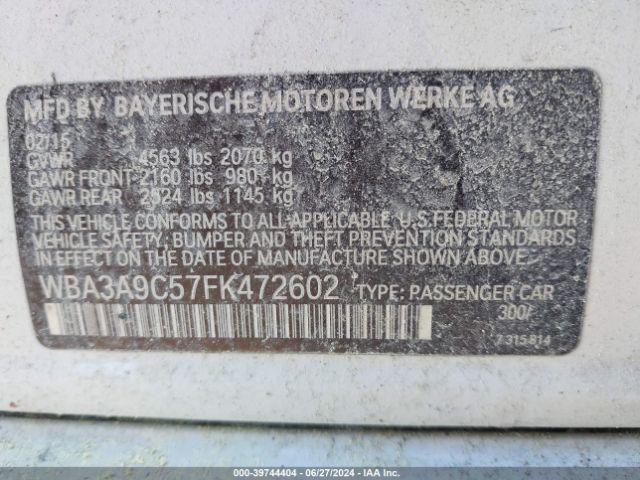 MFD BY BAYERISCHE MOTOREN WERKE AG
02/15
GVWR 4563 lbs 2070 kg
GAWR FRONT 2160 lbs 980 kg
GAWR REAR 2524 lbs 1145 kg
THIS VEHICLE CONFORMS TO ALL APPLICABLE U.S FEDERAL MOTOR
VEHICLE SAFETY, BUMPER AND THEFT PREVENTION STANDARDS
IN EFFECT ON THE DATE OF MANUFACTURE SHOWN ABOVE.
WBA3A9C57FK472602 TYPE: PASSENGER CAR
300/
7 315 814
000-39744404 - 06/27/2024 - IAA Inc.